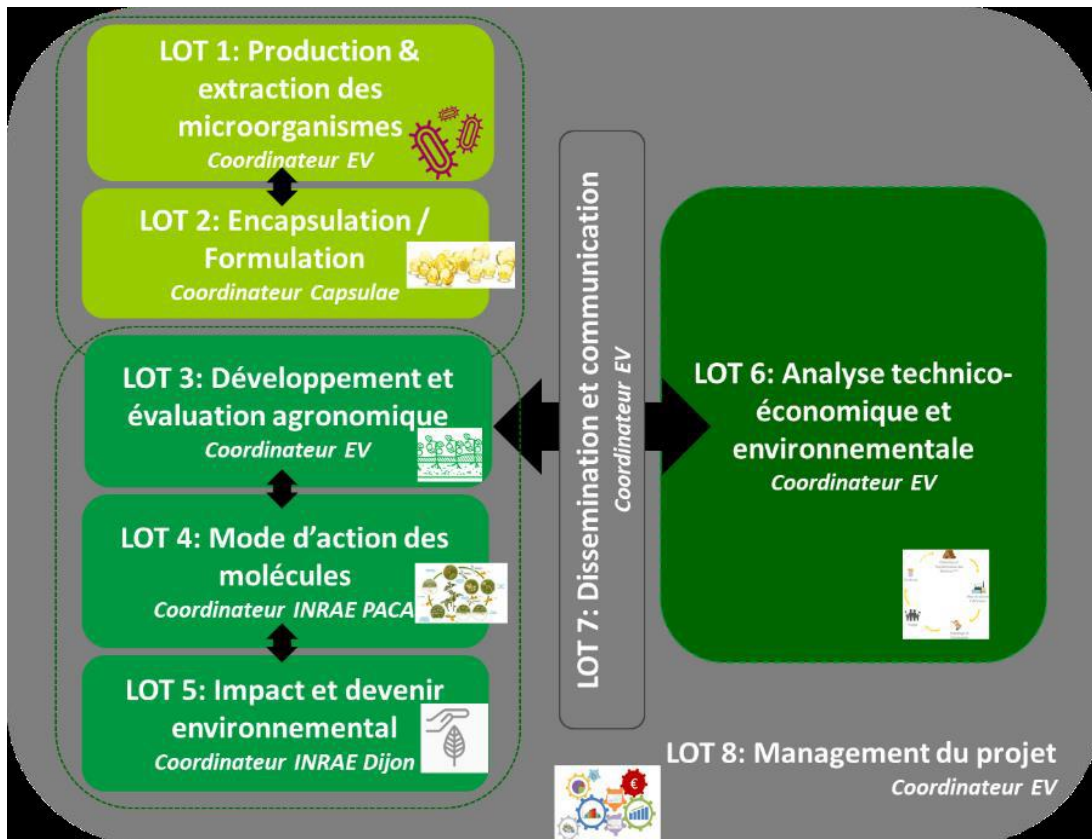 LOT 1: Production &
extraction des
microorganismes
Coordinateur EV
LOT 2: Encapsulation /
Formulation
Coordinateur Capsulae
LOT 3: Développement et
évaluation agronomique
Coordinateur EV
LOT 4: Mode d’action des
molécules
Coordinateur INRAE PACA
LOT 5: Impact et devenir
environnemental
Coordinateur INRAE Dijon
LOT 7: Dissemination et communication
Coordinateur EV
LOT 6: Analyse technico-
économique et
environnementale
Coordinateur EV
LOT 8: Management du projet
Coordinateur EV
€